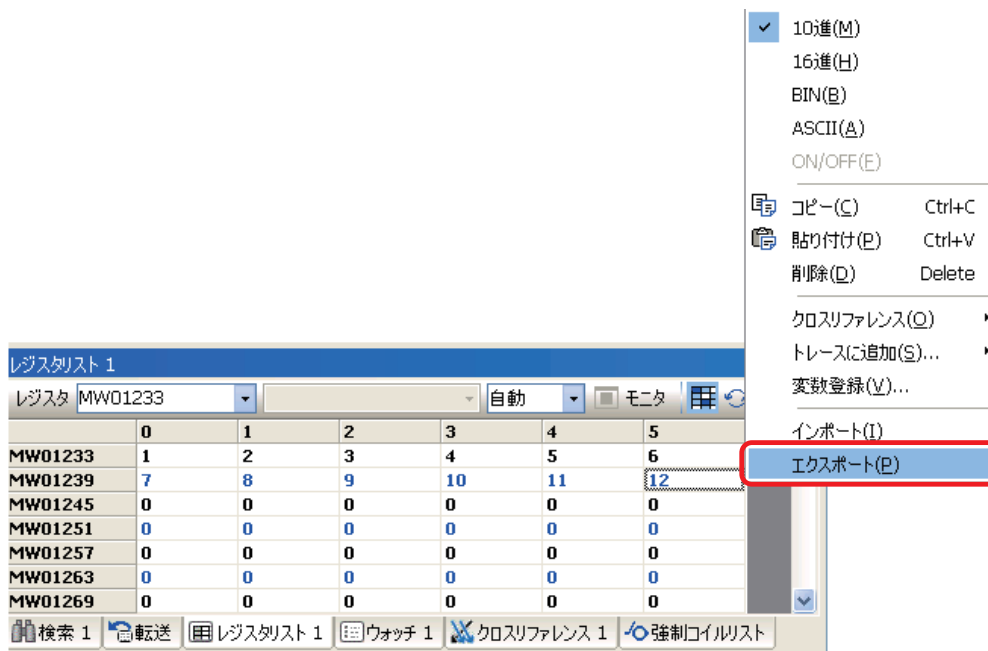 10進(M)
16進(H)
BIN(B)
ASCII(A)
ON/OFF(F)
コピー(C) Ctrl+C
貼り付け(P) Ctrl+V
削除(D) Delete
クロスリファレンス(O)
トレースに追加(S)...
変数登録(V)...
インポート(I)
エクスポート(P)
レジスタリスト 1
レジスタ MW01233 自動 モニタ
0 1 2 3 4 5
MW01233 1 2 3 4 5 6
MW01239 7 8 9 10 11 12
MW01245 0 0 0 0 0 0
MW01251 0 0 0 0 0 0
MW01257 0 0 0 0 0 0
MW01263 0 0 0 0 0 0
MW01269 0 0 0 0 0 0
検索 1 転送 レジスタリスト 1 ウォッチ 1 クロスリファレンス 1 強制コイルリスト